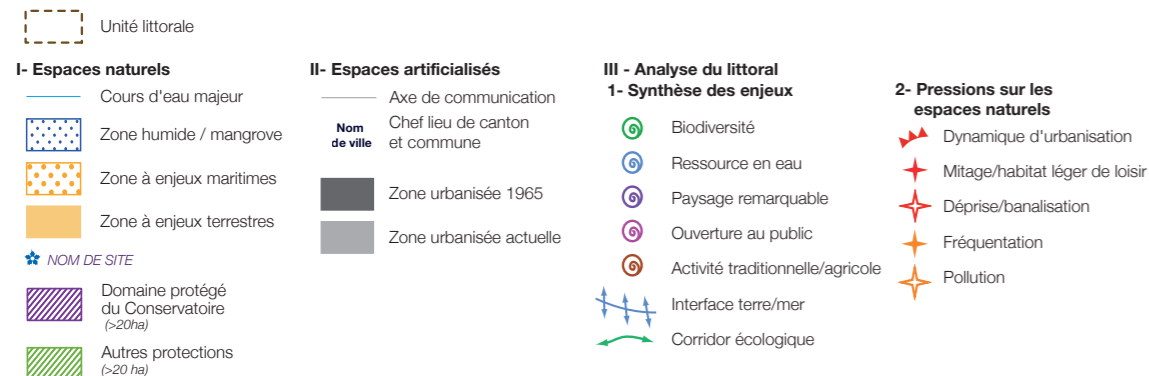 Unité littorale
I- Espaces naturels
Cours d'eau majeur
Zone humide / mangrove
Zone à enjeux maritimes
Zone à enjeux terrestres
NOM DE SITE
Domaine protégé
du Conservatoire
(>20ha)
Autres protections
(>20 ha)
II- Espaces artificialisés
Axe de communication
Nom
de ville
Chef lieu de canton
et commune
Zone urbanisée 1965
Zone urbanisée actuelle
III - Analyse du littoral
1- Synthèse des enjeux
Biodiversité
Ressource en eau
Paysage remarquable
Ouverture au public
Activité traditionnelle/agricole
Interface terre/mer
Corridor écologique
2- Pressions sur les
espaces naturels
Dynamique d'urbanisation
Mitage/habitat léger de loisir
Déprise/banalisation
Fréquentation
Pollution